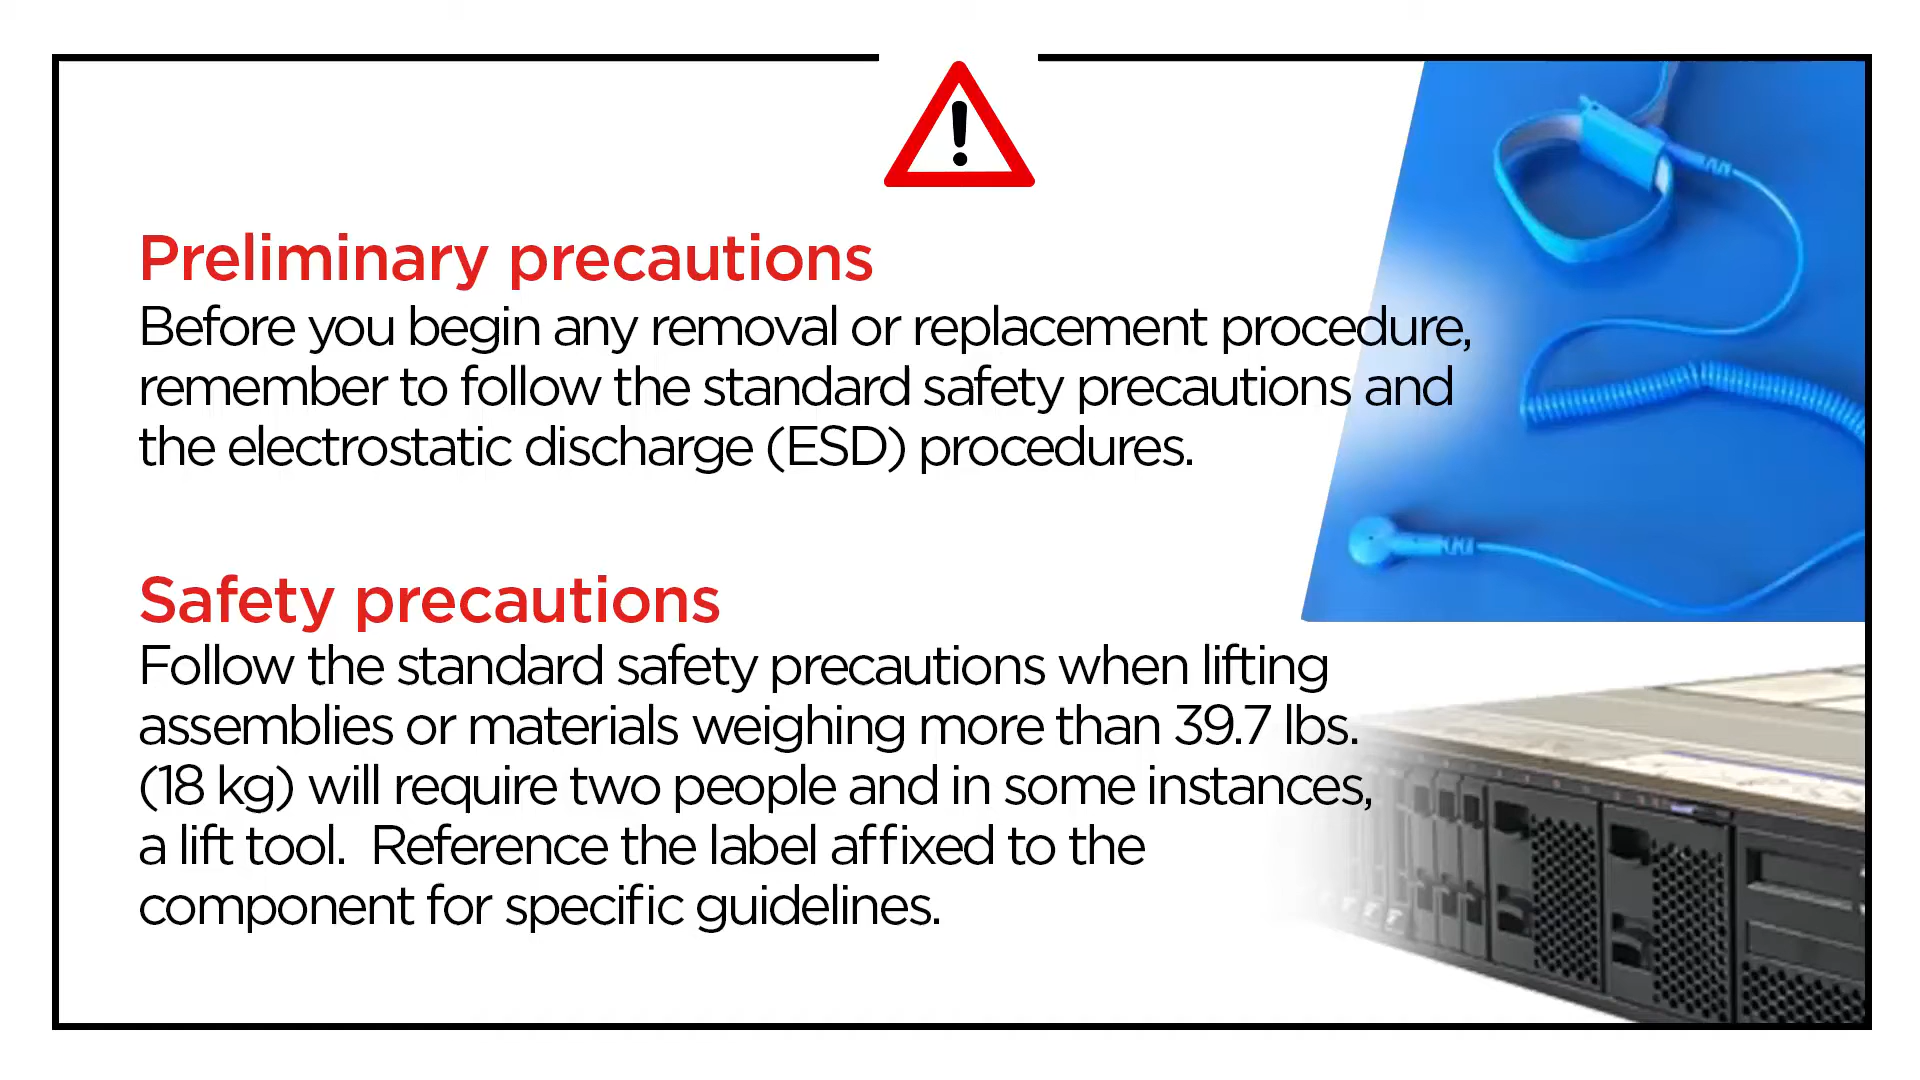 Preliminary precautions
Before you begin any removal or replacement procedure,
remember to follow the standard safety precautions and
the electrostatic discharge (ESD) procedures.
Safety precautions
Follow the standard safety precautions when lifting
assemblies or materials weighing more than 39.7 lbs.
(18 kg) will require two people and in some instances,
a lift tool.  Reference the label affixed to the
component for specific guidelines.